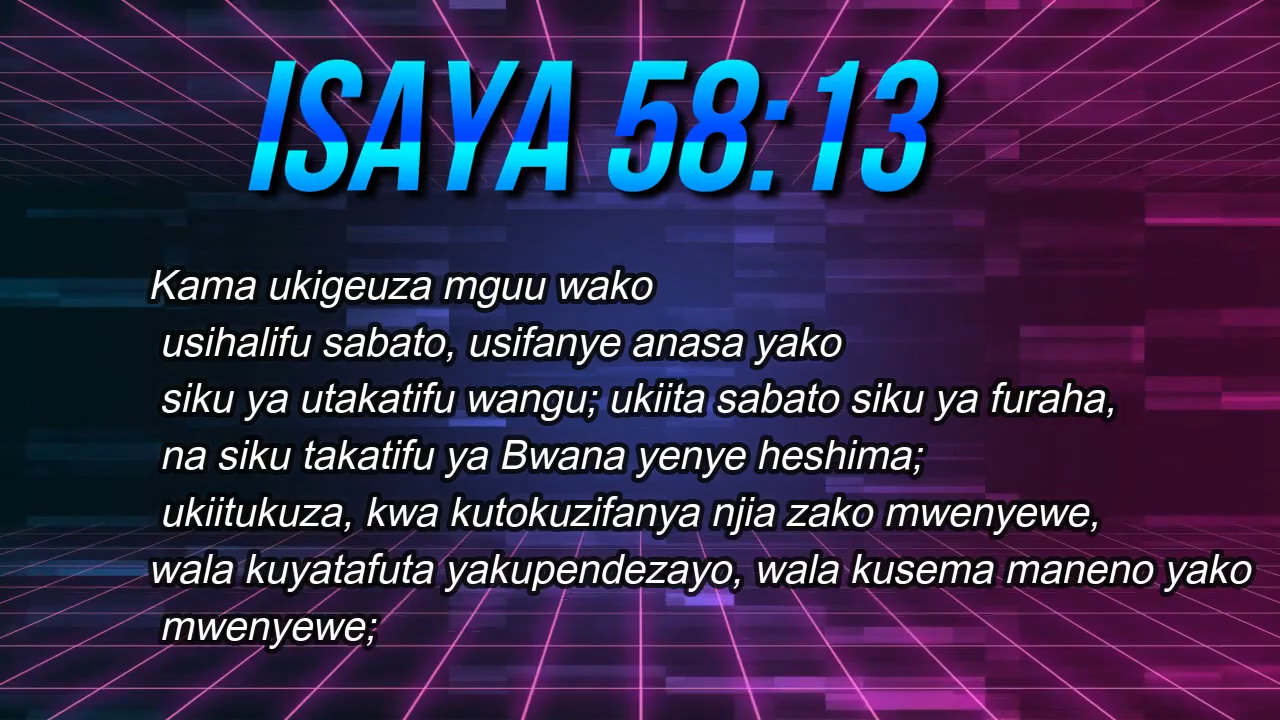 ISAYA 58:13
Kama ukigeuza mguu wako
usihalifu sabato, usifanye anasa yako
siku ya utakatifu wangu; ukiita sabato siku ya furaha,
na siku takatifu ya Bwana yenye heshima;
ukiitukuza, kwa kutokuzifanya njia zako mwenyewe,
wala kuyatafuta yakupendezayo, wala kusema maneno yako
mwenyewe;